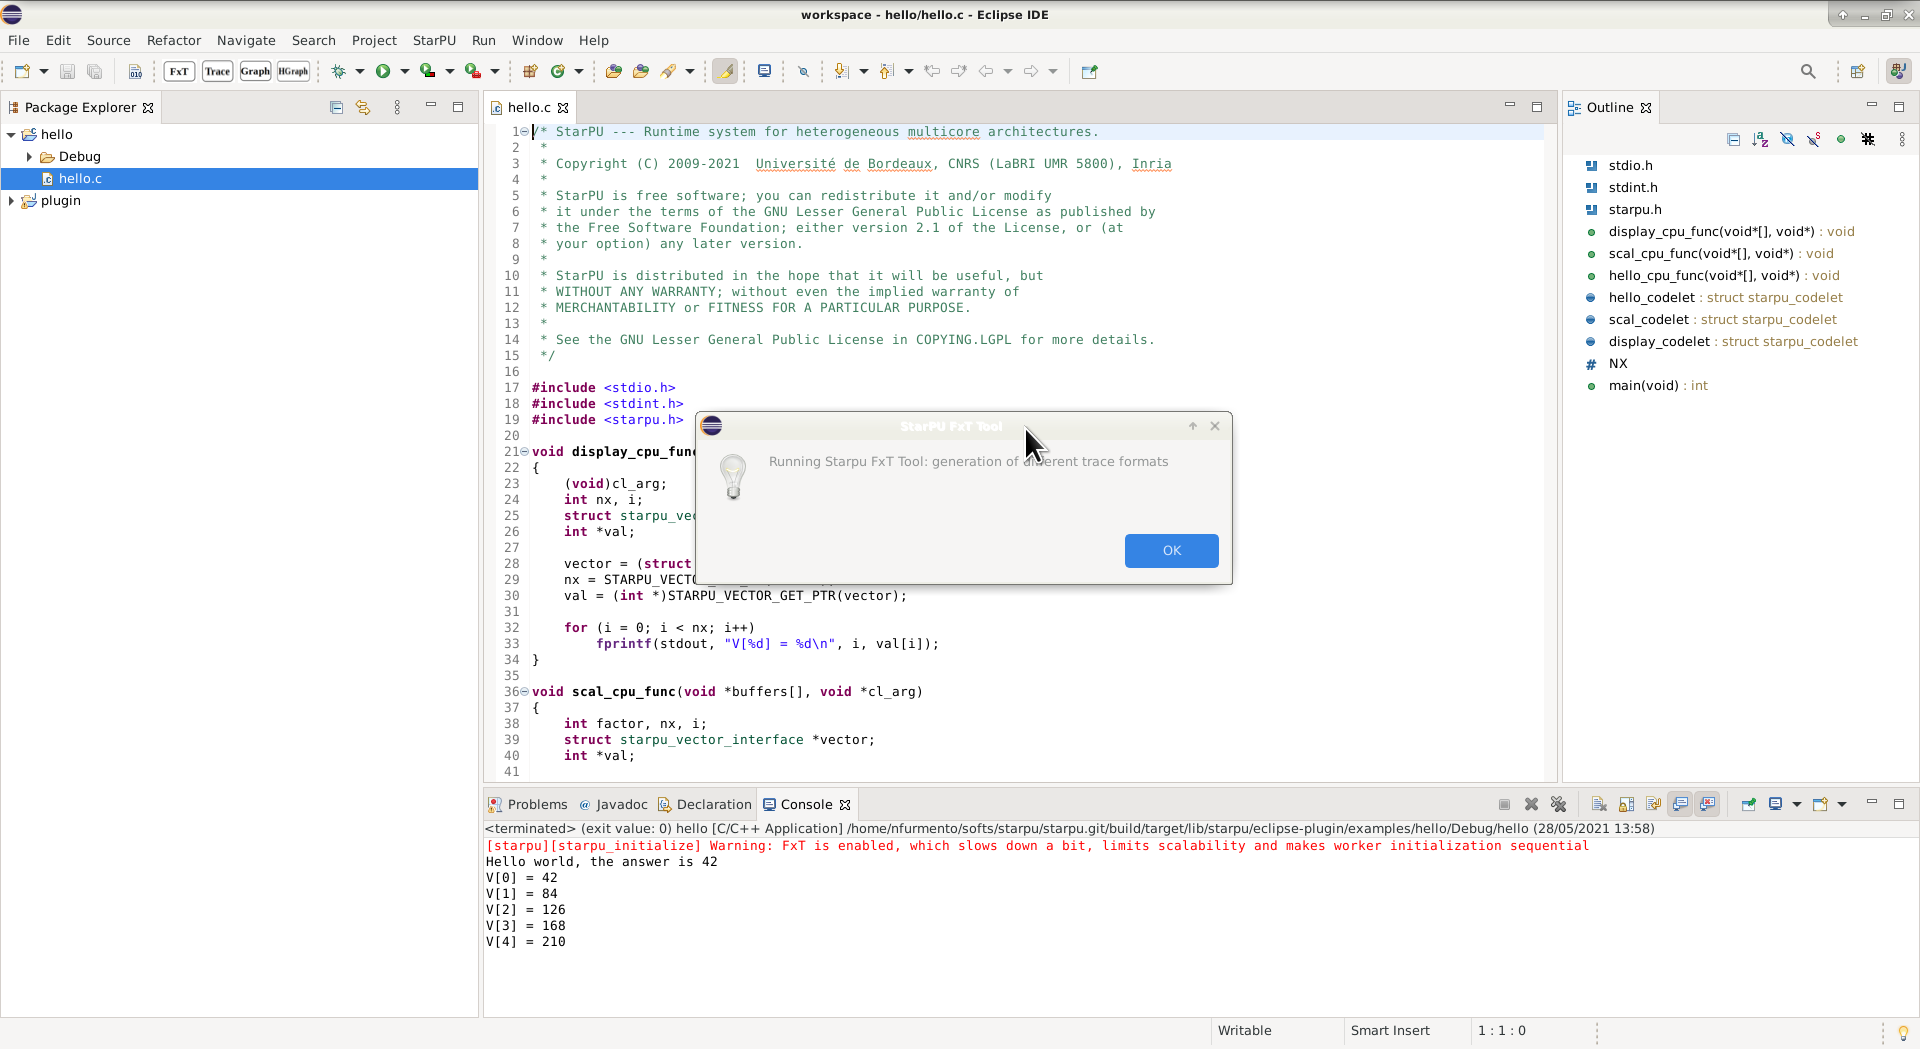 workspace - hello/hello.c - Eclipse IDE
File Edit Source Refactor Navigate Search Project StarPU Run Window Help
FxT Trace Graph HGraph
Package Explorer
hello
Debug
hello.c
plugin
hello.c
1 /* StarPU --- Runtime system for heterogeneous multicore architectures.
2 *
3 * Copyright (C) 2009-2021  Université de Bordeaux, CNRS (LaBRI UMR 5800), Inria
4 *
5 * StarPU is free software; you can redistribute it and/or modify
6 * it under the terms of the GNU Lesser General Public License as published by
7 * the Free Software Foundation; either version 2.1 of the License, or (at
8 * your option) any later version.
9 *
10 * StarPU is distributed in the hope that it will be useful, but
11 * WITHOUT ANY WARRANTY; without even the implied warranty of
12 * MERCHANTABILITY or FITNESS FOR A PARTICULAR PURPOSE.
13 *
14 * See the GNU Lesser General Public License in COPYING.LGPL for more details.
15 */
16
17 #include <stdio.h>
18 #include <stdint.h>
19 #include <starpu.h>
20
21 void display_cpu_func
22 {
23 (void)cl_arg;
24 int nx, i;
25 struct starpu_vec
26 int *val;
27
28 vector = (struct
29 nx = STARPU_VECTO
30 val = (int *)STARPU_VECTOR_GET_PTR(vector);
31
32 for (i = 0; i < nx; i++)
33 fprintf(stdout, "V[%d] = %d\n", i, val[i]);
34 }
35
36 void scal_cpu_func(void *buffers[], void *cl_arg)
37 {
38 int factor, nx, i;
39 struct starpu_vector_interface *vector;
40 int *val;
41
StarPU FxT Tool
Running Starpu FxT Tool: generation of different trace formats
OK
Outline
stdio.h
stdint.h
starpu.h
display_cpu_func(void*[], void*) : void
scal_cpu_func(void*[], void*) : void
hello_cpu_func(void*[], void*) : void
hello_codelet : struct starpu_codelet
scal_codelet : struct starpu_codelet
display_codelet : struct starpu_codelet
# NX
main(void) : int
Problems @ Javadoc Declaration Console
<terminated> (exit value: 0) hello [C/C++ Application] /home/nfurmento/softs/starpu/starpu.git/build/target/lib/starpu/eclipse-plugin/examples/hello/Debug/hello (28/05/2021 13:58)
[starpu][starpu_initialize] Warning: FxT is enabled, which slows down a bit, limits scalability and makes worker initialization sequential
Hello world, the answer is 42
V[0] = 42
V[1] = 84
V[2] = 126
V[3] = 168
V[4] = 210
Writable Smart Insert 1 : 1 : 0